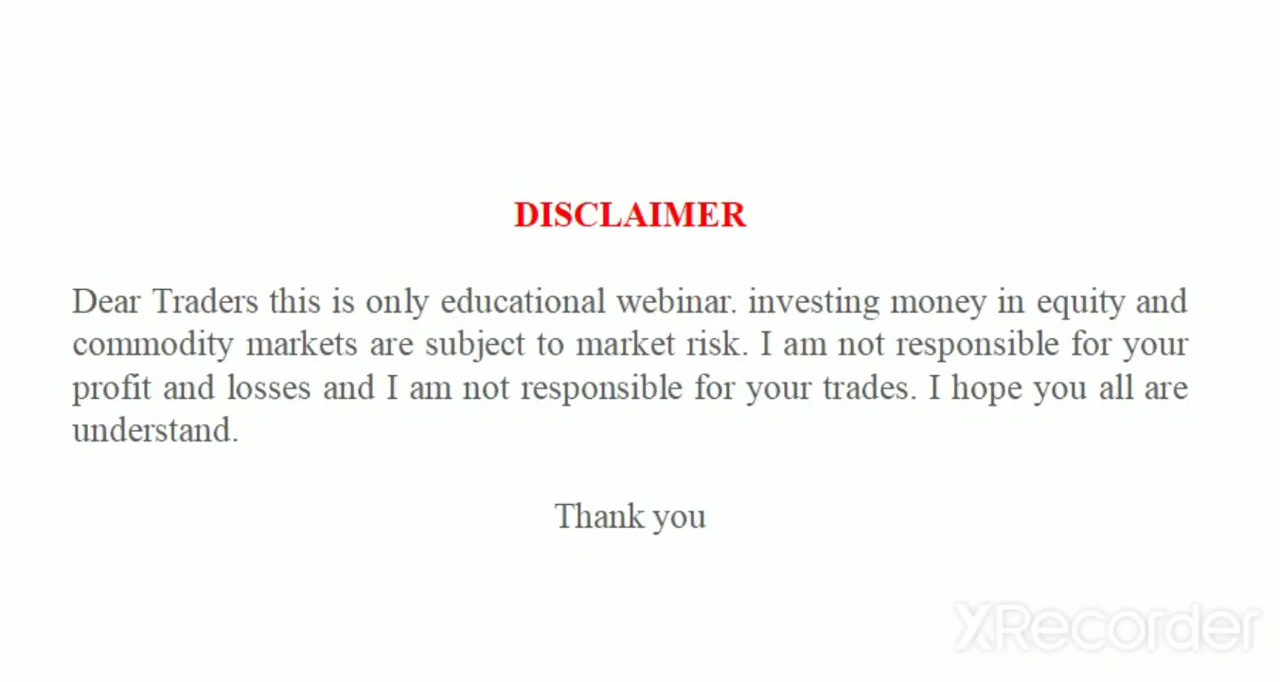 DISCLAIMER
Dear Traders this is only educational webinar. investing money in equity and
commodity markets are subject to market risk. I am not responsible for your
profit and losses and I am not responsible for your trades. I hope you all are
understand.
Thank you
XRecorder